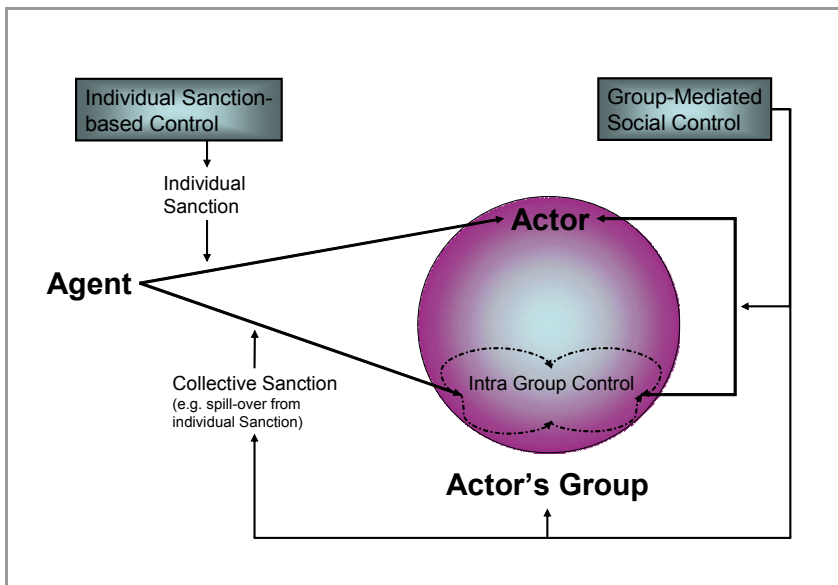 Individual Sanction-
based Control
Group-Mediated
Social Control
Individual
Sanction
Actor
Agent
Collective Sanction
(e.g. spill-over from
individual Sanction)
Intra Group Control
Actor's Group